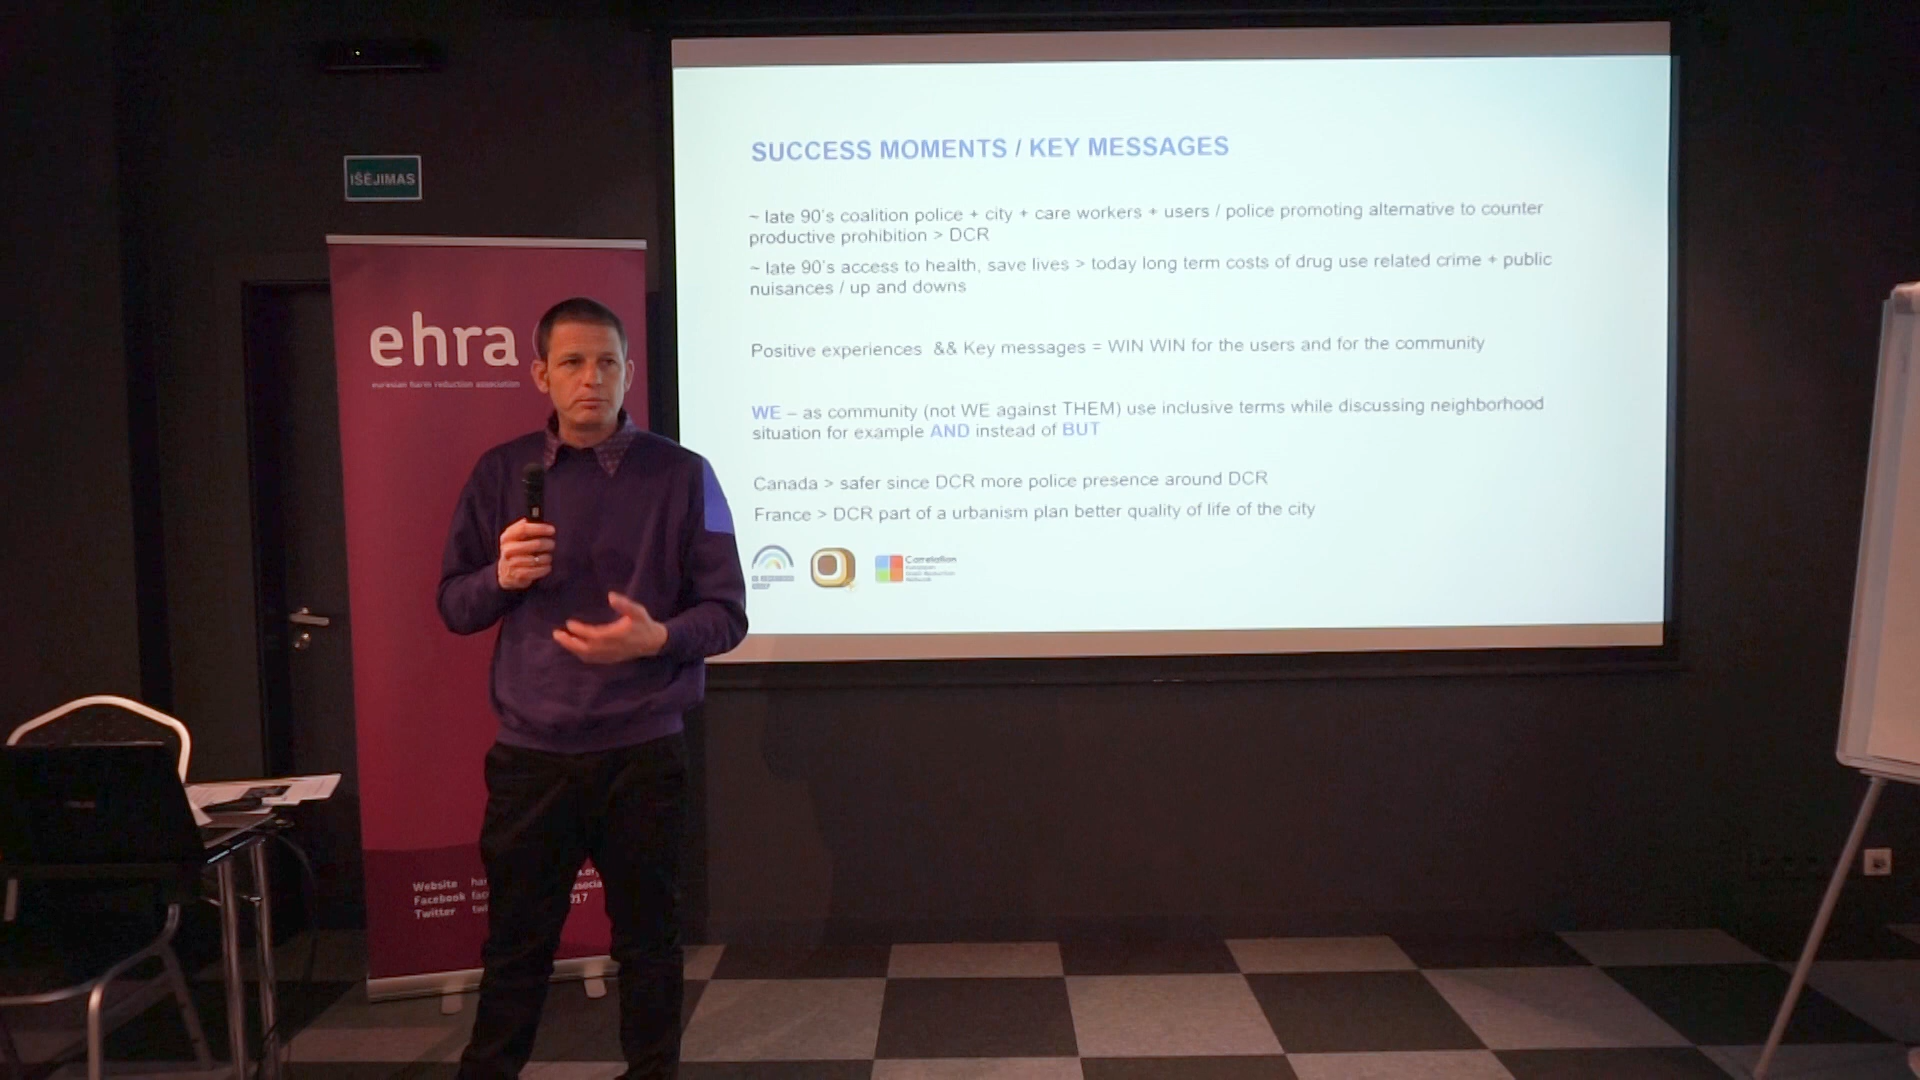 SUCCESS MOMENTS / KEY MESSAGES
~ late 90's coalition police + city + care workers + users / police promoting alternative to counter
productive prohibition > DCR
~ late 90's access to health, save lives > today long term costs of drug use related crime + public
nuisances / up and downs
Positive experiences && Key messages = WIN WIN for the users and for the community
WE – as community (not WE against THEM) use inclusive terms while discussing neighborhood
situation for example AND instead of BUT
Canada > safer since DCR more police presence around DCR
France > DCR part of a urbanism plan better quality of life of the city
Correlation
IŠĖJIMAS
ehra
eurasian harm reduction association
Website
Facebook
Twitter